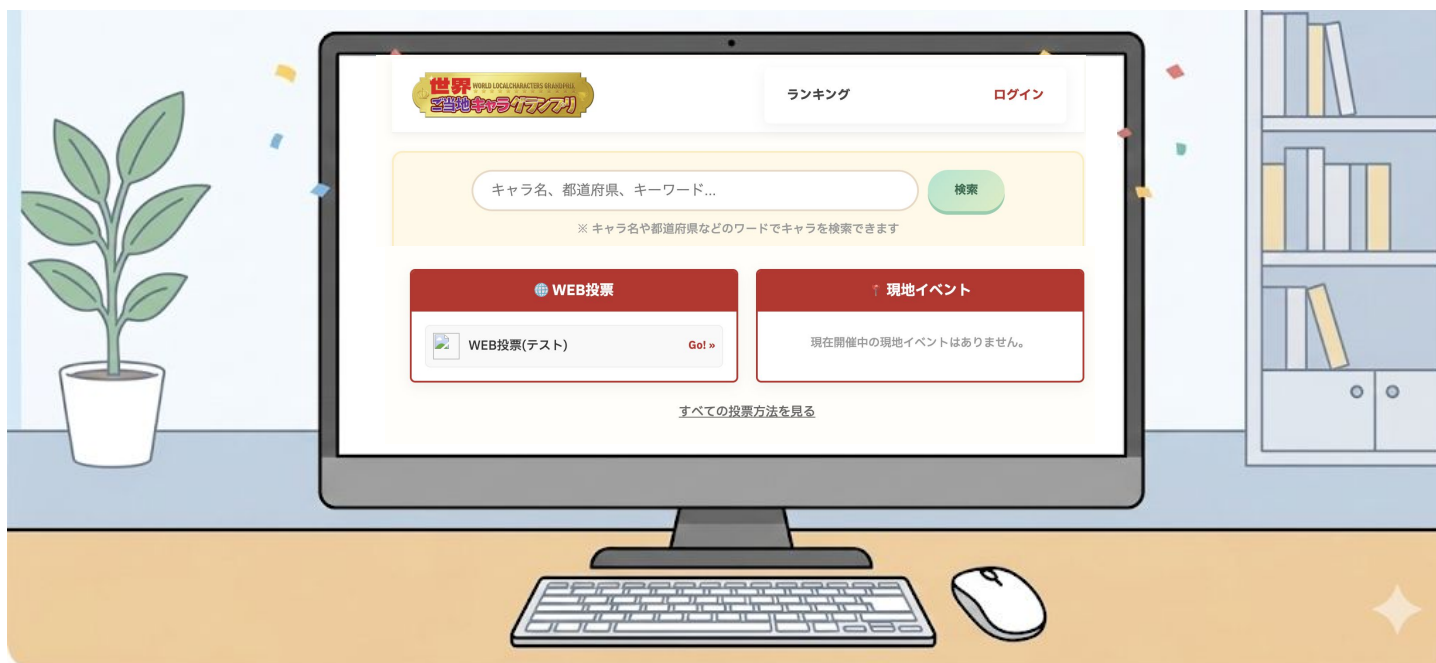 世界 WORLD LOCALCHARACTERS GRANDPRIX
ご当地キャラグランプリ
ランキング
ログイン
キャラ名、都道府県、キーワード...
検索
※ キャラ名や都道府県などのワードでキャラを検索できます
WEB投票
現地イベント
WEB投票(テスト)
Go! »
現在開催中の現地イベントはありません。
すべての投票方法を見る